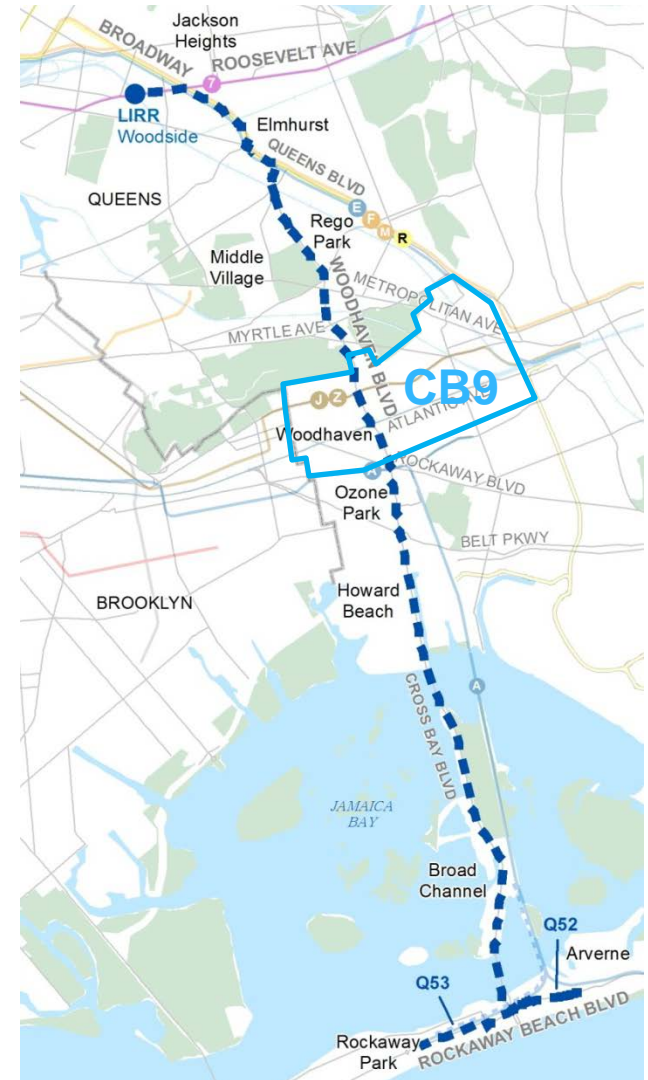 Jackson
Heights
BROADWAY
ROOSEVELT AVE
7
LIRR
Woodside
Elmhurst
QUEENS BLVD
QUEENS
E
F
M
R
Rego
Park
Middle
Village
WOODHAVEN BLVD
METROPOLITAN AVE
MYRTLE AVE
CB9
J Z
ATLANTIC
Woodhaven
A
ROCKAWAY BLVD
Ozone
Park
BELT PKWY
Howard
Beach
BROOKLYN
CROSS BAY BLVD
A
JAMAICA
BAY
Broad
Channel
Q52
Arverne
Q53
Rockaway
Park
ROCKAWAY BEACH BLVD